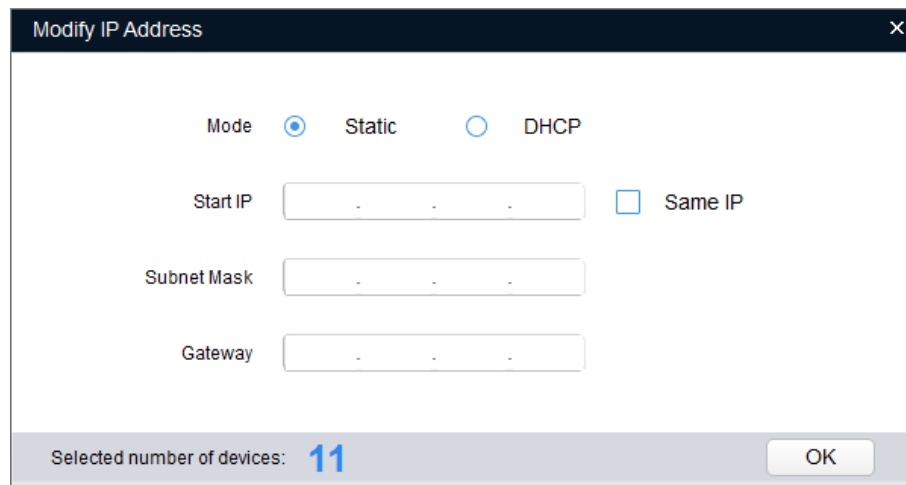 Modify IP Address ×
Mode Static DHCP
Start IP . . . Same IP
Subnet Mask . . .
Gateway . . .
Selected number of devices: 11 OK